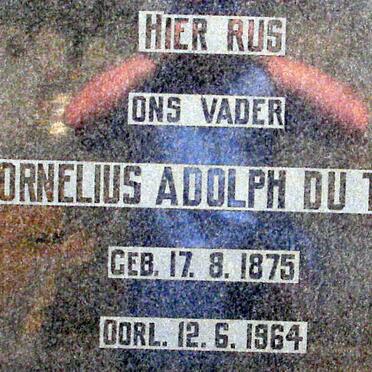 HIER RUS
ONS VADER
ORNELIUS ADOLPH DU T
GEB. 17. 8. 1875
OORL. 12. 6. 1964